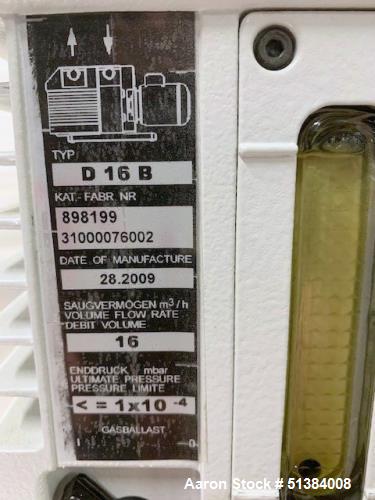 TYP
D 16 B
KAT.- FABR. NR
898199
31000076002
DATE OF MANUFACTURE
28.2009
SAUGVERMÖGEN m³/h
VOLUME FLOW RATE
DEBIT VOLUME
16
ENDDRUCK mbar
ULTIMATE PRESSURE
PRESSURE LIMITE
< = 1x10 -4
GASBALLAST
I 0
Aaron Stock # 51384008